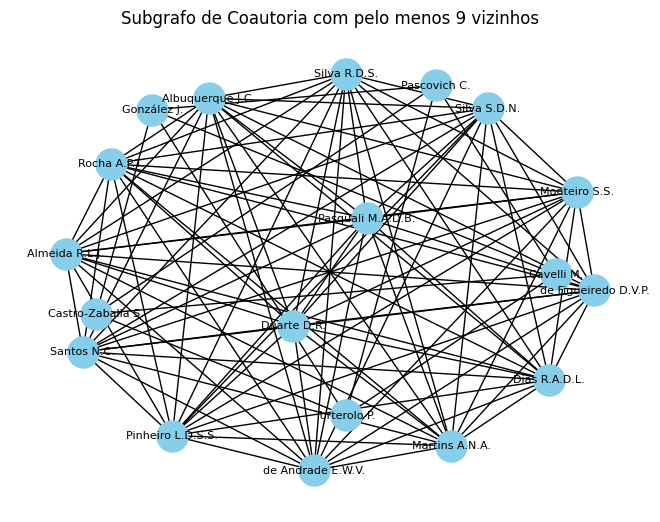 Subgrafo de Coautoria com pelo menos 9 vizinhos
Silva R.D.S.
Pascovich C.
Albuquerque J.C.
González J.
Silva S.D.N.
Rocha A.P.
Monteiro S.S.
Pasquali M.A.D.B.
Almeida R.L.
Cavelli M.
de Figueiredo D.V.P.
Castro-Zaballa S.
Duarte D.R.
Santos N.C.
Dias R.A.D.L.
Torterolo P.
Pinheiro L.D.S.S.
Martins A.N.A.
de Andrade E.W.V.